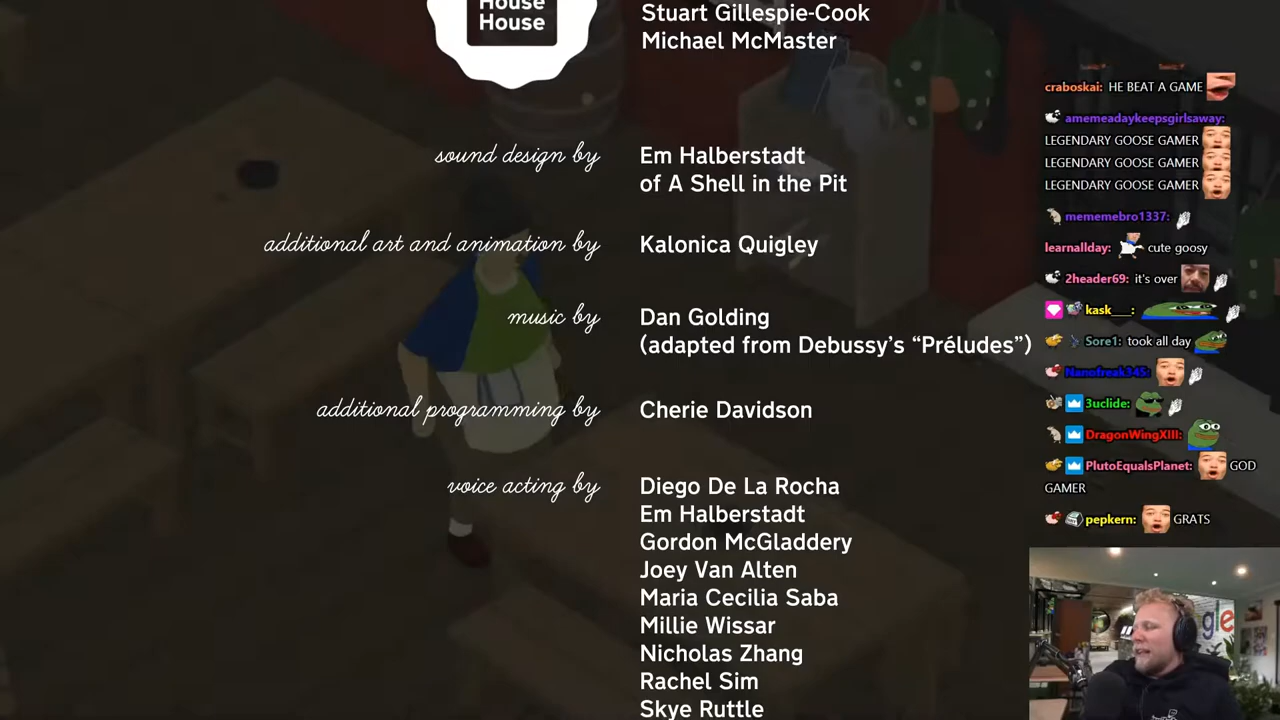 House
House
Stuart Gillespie-Cook
Michael McMaster
sound design by
Em Halberstadt
of A Shell in the Pit
additional art and animation by
Kalonica Quigley
music by
Dan Golding
(adapted from Debussy's “Préludes”)
additional programming by
Cherie Davidson
voice acting by
Diego De La Rocha
Em Halberstadt
Gordon McGladdery
Joey Van Alten
Maria Cecilia Saba
Millie Wissar
Nicholas Zhang
Rachel Sim
Skye Ruttle
craboskai: HE BEAT A GAME
amemeadaykeepsgirlsaway:
LEGENDARY GOOSE GAMER
LEGENDARY GOOSE GAMER
LEGENDARY GOOSE GAMER
mememebro1337:
learnallday: cute goosy
2header69: it's over
kask___:
Sore1: took all day
Nanofreak345:
3uclide:
DragonWingXIII:
PlutoEqualsPlanet: GOD
GAMER
pepkern: GRATS
gle